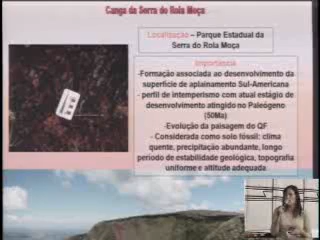 Canga da Serra do Rola Moça
Localização – Parque Estadual da
Serra do Rola Moça
Importância
-Formação associada ao desenvolvimento da
superfície de aplainamento Sul-Americana
- perfil de intemperismo com atual estágio de
desenvolvimento atingido no Paleógeno
(50Ma)
-Evolução da paisagem do QF
- Considerada como solo fóssil: clima
quente, precipitação abundante, longo
período de estabilidade geológica, topografia
uniforme e altitude adequada